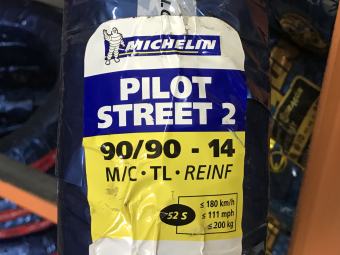 MICHELIN
PILOT
STREET 2
90/90 - 14
M/C · TL · REINF
52 S
≤ 180 km/h
≤ 111 mph
≤ 200 kg